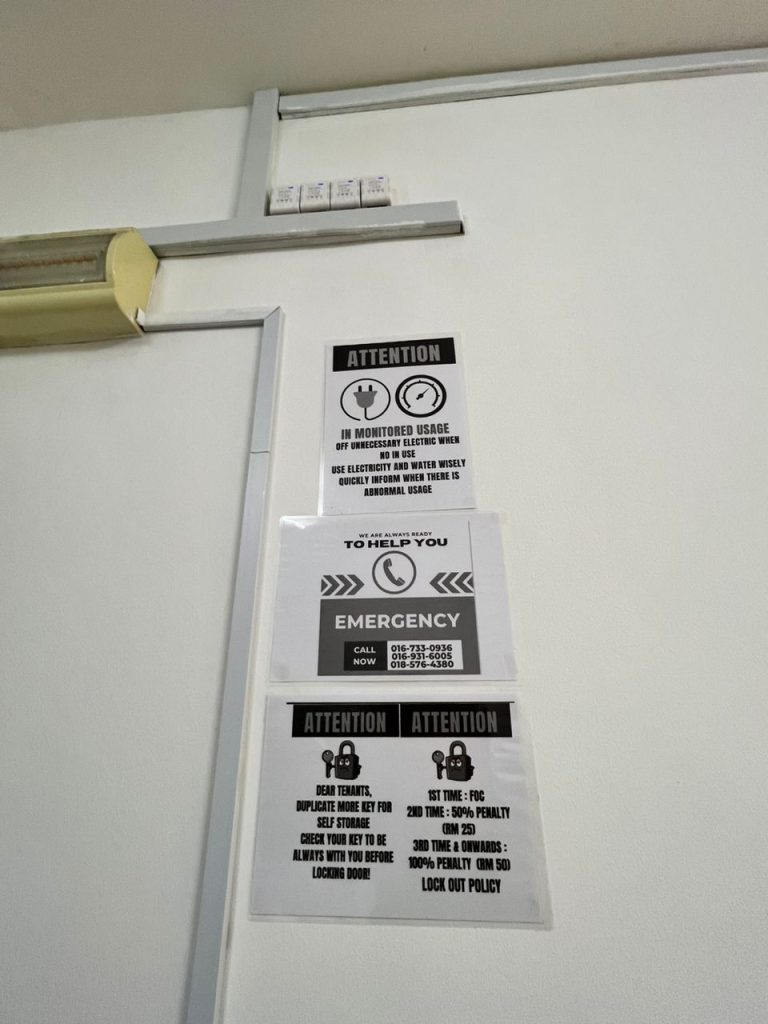 ATTENTION
IN MONITORED USAGE
OFF UNNECESSARY ELECTRIC WHEN
NO IN USE
USE ELECTRICITY AND WATER WISELY
QUICKLY INFORM WHEN THERE IS
ABNORMAL USAGE
WE ARE ALWAYS READY
TO HELP YOU
EMERGENCY
CALL
NOW
016-733-0936
016-931-6005
018-576-4380
ATTENTION
DEAR TENANTS,
DUPLICATE MORE KEY FOR
SELF STORAGE
CHECK YOUR KEY TO BE
ALWAYS WITH YOU BEFORE
LOCKING DOOR!
ATTENTION
1ST TIME : FOC
2ND TIME : 50% PENALTY
(RM 25)
3RD TIME & ONWARDS :
100% PENALTY (RM 50)
LOCK OUT POLICY